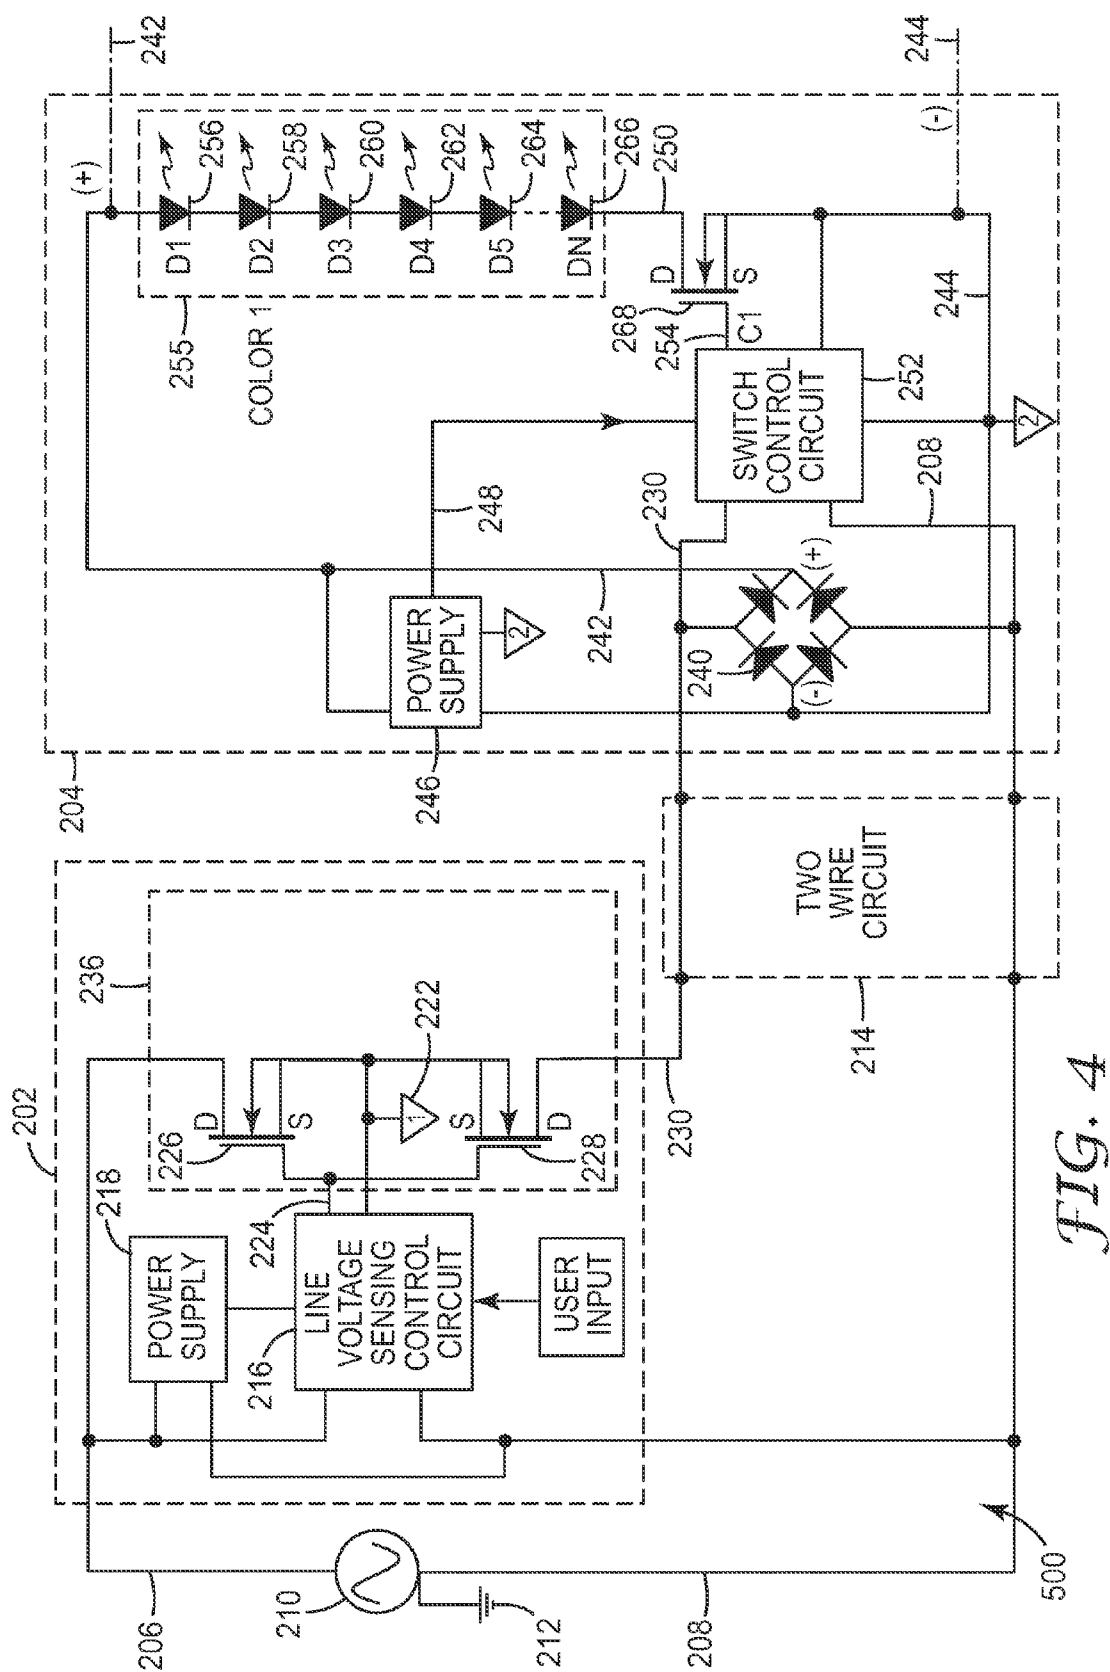 202
206
210
212
208
500
218
POWER
SUPPLY
216
LINE
VOLTAGE
SENSING
CONTROL
CIRCUIT
USER
INPUT
224
236
226
D
S
1
222
S
D
228
230
214
TWO
WIRE
CIRCUIT
204
246
POWER
SUPPLY
2
248
242
240
(-)
(+)
230
208
SWITCH
CONTROL
CIRCUIT
252
2
244
255
COLOR 1
D1
D2
D3
D4
D5
DN
256
258
260
262
264
266
250
D
S
268
254
C1
(+)
242
(-)
244
FIG. 4